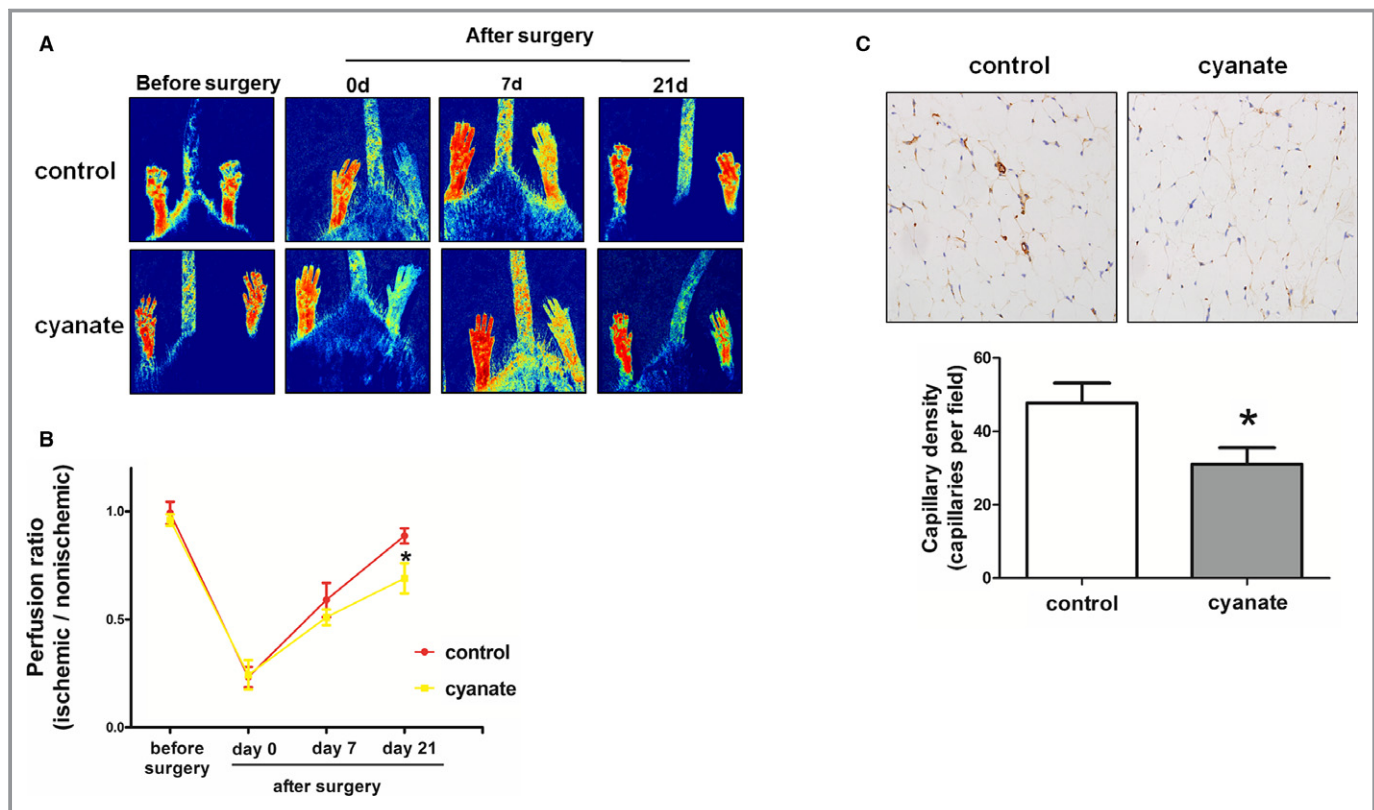 A
After surgery
Before surgery
0d
7d
21d
control
cyanate
B
Perfusion ratio
(ischemic / nonischemic)
1.0
0.5
0.0
*
control
cyanate
before
surgery
day 0
day 7
day 21
after surgery
C
control
cyanate
Capillary density
(capillaries per field)
60
40
20
0
*
control
cyanate